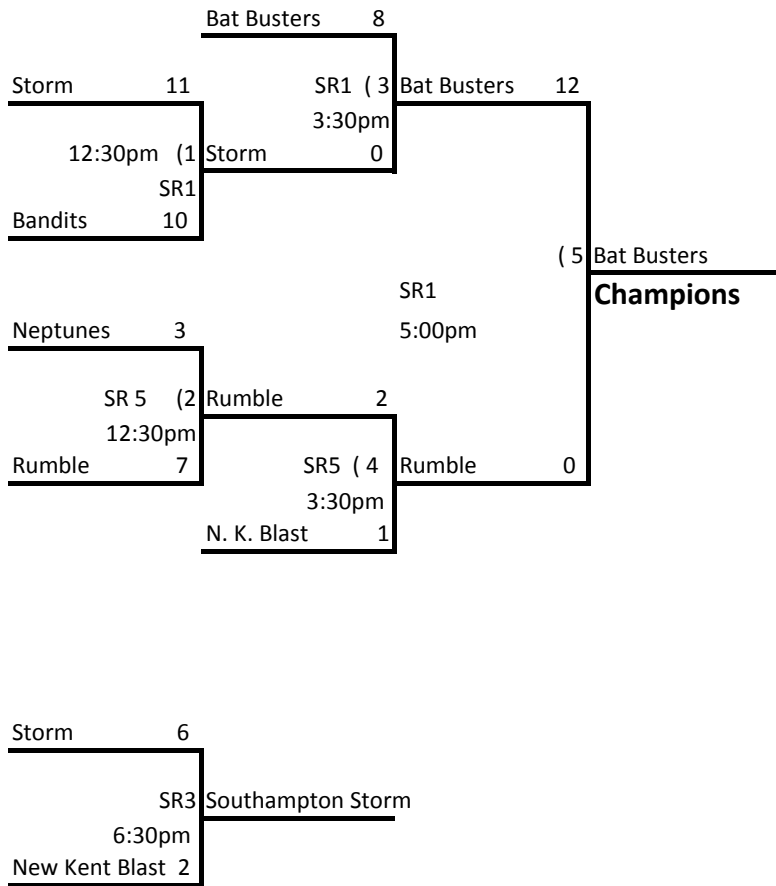 Bat Busters 8
Storm 11
SR1 ( 3 Bat Busters 12
3:30pm
12:30pm (1 Storm 0
SR1
Bandits 10
( 5 Bat Busters
SR1
Champions
Neptunes 3
5:00pm
SR 5 (2 Rumble 2
12:30pm
Rumble 7
SR5 ( 4 Rumble 0
3:30pm
N. K. Blast 1
Storm 6
SR3 Southampton Storm
6:30pm
New Kent Blast 2